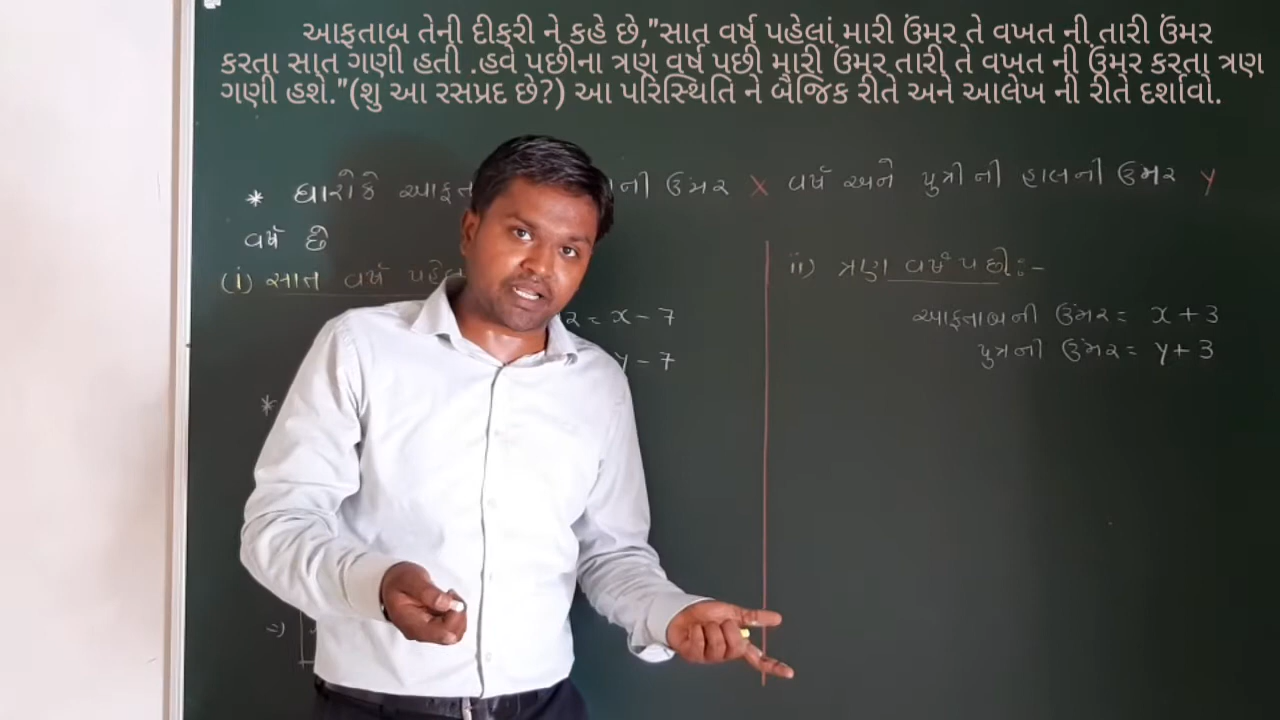 આફતાબ તેની દીકરી ને કહે છે,"સાત વર્ષ પહેલાં મારી ઉંમર તે વખત ની તારી ઉંમર
કરતા સાત ગણી હતી .હવે પછીના ત્રણ વર્ષ પછી મારી ઉંમર તારી તે વખત ની ઉંમર કરતા ત્રણ
ગણી હશે."(શુ આ રસપ્રદ છે?) આ પરિસ્થિતિ ને બૈજિક રીતે અને આલેખ ની રીતે દર્શાવો.
* ધારોકે ની ઉંમર x વર્ષ અને પુત્રીની હાલની ઉંમર y
વર્ષ છે
(i) સાત વર્ષ
= x - 7
y - 7
*
ii) ત્રણ વર્ષ પછી :-
આફતાબની ઉંમર = x + 3
પુત્રની ઉંમર = y + 3
=)